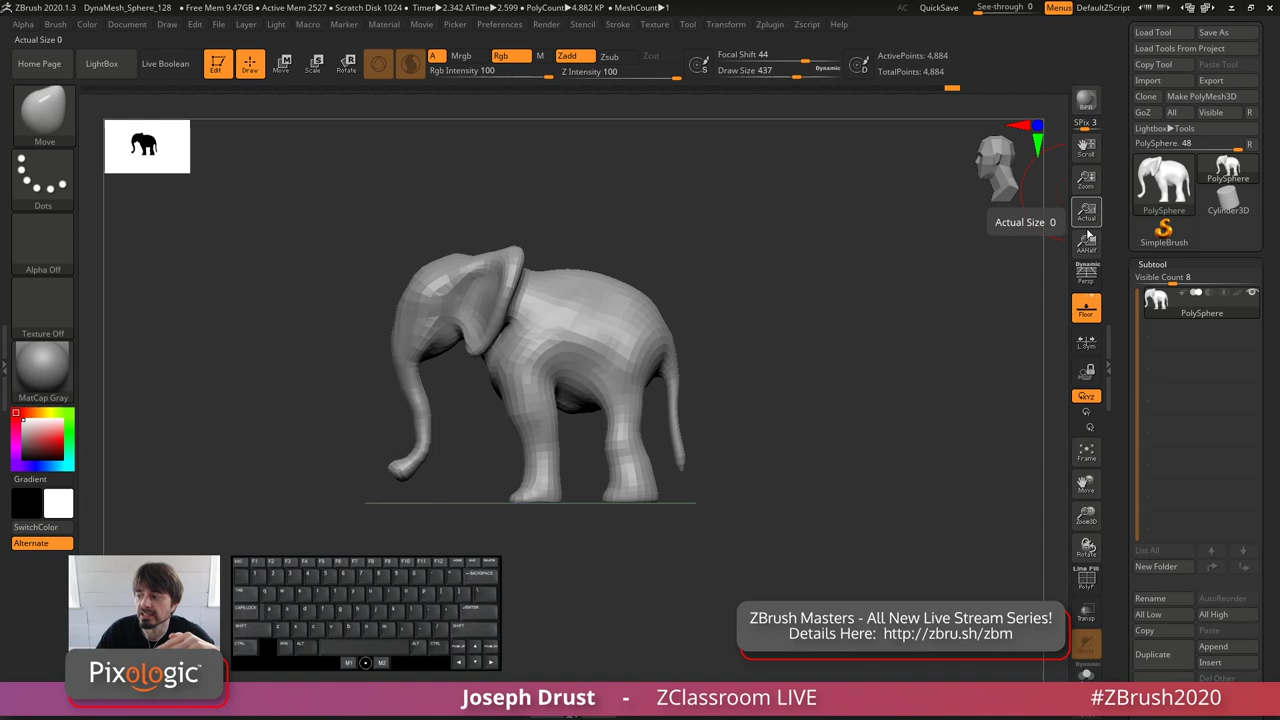 ZBrush 2020.1.3 DynaMesh_Sphere_128 • Free Mem 9.47GB • Active Mem 2527 • Scratch Disk 1024 • Timer▶2.342 ATime▶2.599 • PolyCount▶4.882 KP • MeshCount▶1
AC QuickSave See-through 0 Menus DefaultZScript
Alpha Brush Color Document Draw Edit File Layer Light Macro Marker Material Movie Picker Preferences Render Stencil Stroke Texture Tool Transform Zplugin Zscript Help
Actual Size 0
Home Page LightBox Live Boolean
Edit Draw Move Scale Rotate
A Mrgb Rgb M Zadd Zsub Zcut
Rgb Intensity 100 Z Intensity 100
Focal Shift 44
Draw Size 437 Dynamic
ActivePoints: 4,884
TotalPoints: 4,884
Move
Dots
Alpha Off
Texture Off
MatCap Gray
Gradient
SwitchColor
Alternate
Actual Size 0
BPR
SPix 3
Scroll
Zoom
Actual
AAHalf
Dynamic
Persp
Floor
L.Sym
XYZ
Frame
Move
Zoom3D
Rotate
Line Fill
PolyF
Transp
Dynamic
Load Tool Save As
Load Tools From Project
Copy Tool Paste Tool
Import Export
Clone Make PolyMesh3D
GoZ All Visible R
Lightbox▶Tools
PolySphere. 48 R
PolySphere
PolySphere
Cylinder3D
SimpleBrush
Subtool
Visible Count 8
PolySphere
List All
New Folder
Rename AutoReorder
All Low All High
Copy Paste
Duplicate
Append
Insert
Del Other
ZBrush Masters - All New Live Stream Series!
Details Here: http://zbru.sh/zbm
Pixologic™
Joseph Drust - ZClassroom LIVE #ZBrush2020